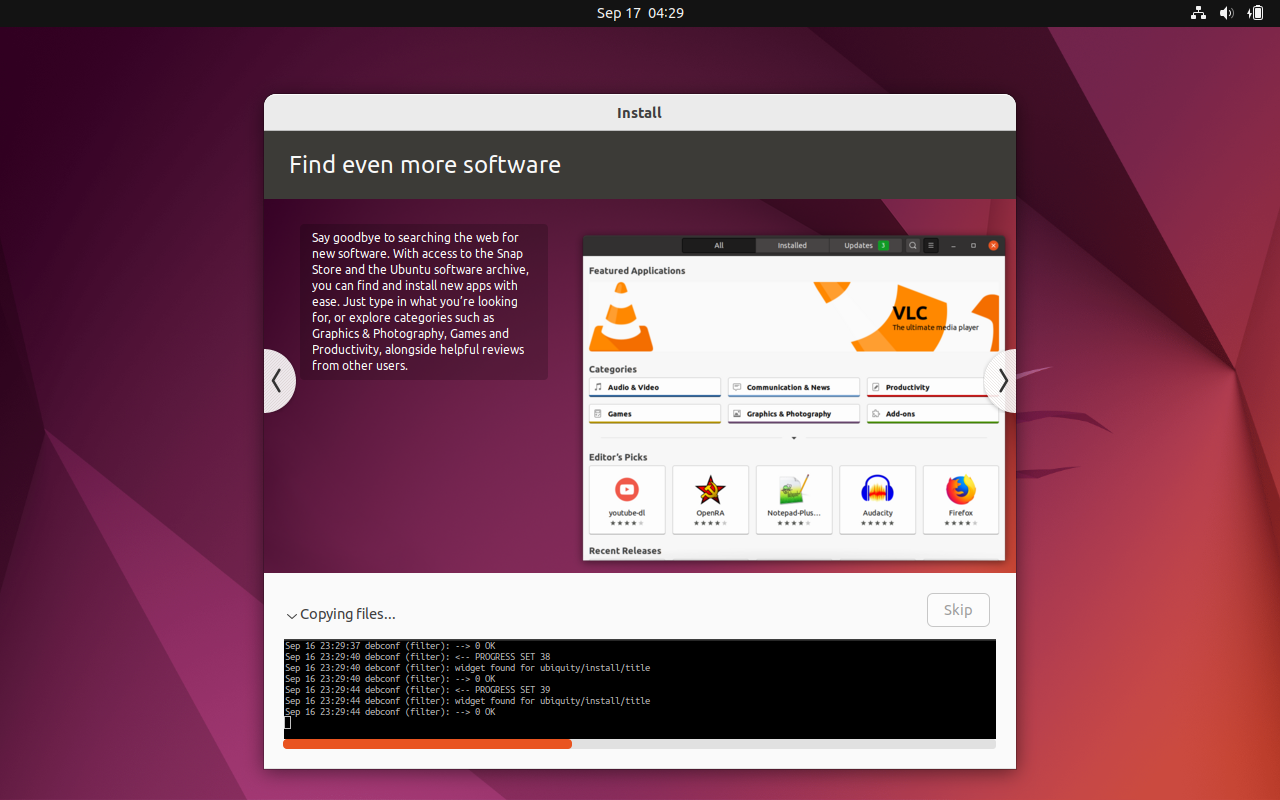 Sep 17 04:29
Install
Find even more software
Say goodbye to searching the web for
new software. With access to the Snap
Store and the Ubuntu software archive,
you can find and install new apps with
ease. Just type in what you're looking
for, or explore categories such as
Graphics & Photography, Games and
Productivity, alongside helpful reviews
from other users.
All Installed Updates 3
Featured Applications
VLC
The ultimate media player
Categories
Audio & Video Communication & News Productivity
Games Graphics & Photography Add-ons
Editor's Picks
youtube-dl OpenRA Notepad-Plus... Audacity Firefox
Recent Releases
Copying files...
Skip
Sep 16 23:29:37 debconf (filter): --> 0 OK
Sep 16 23:29:40 debconf (filter): <-- PROGRESS SET 38
Sep 16 23:29:40 debconf (filter): widget found for ubiquity/install/title
Sep 16 23:29:40 debconf (filter): --> 0 OK
Sep 16 23:29:44 debconf (filter): <-- PROGRESS SET 39
Sep 16 23:29:44 debconf (filter): widget found for ubiquity/install/title
Sep 16 23:29:44 debconf (filter): --> 0 OK